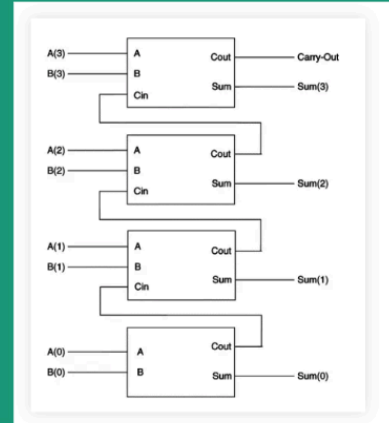 A(3) A Cout Carry-Out
B(3) B
Cin Sum Sum(3)
A(2) A Cout
B(2) B
Cin Sum Sum(2)
A(1) A Cout
B(1) B
Cin Sum Sum(1)
A(0) A Cout
B(0) B Sum Sum(0)